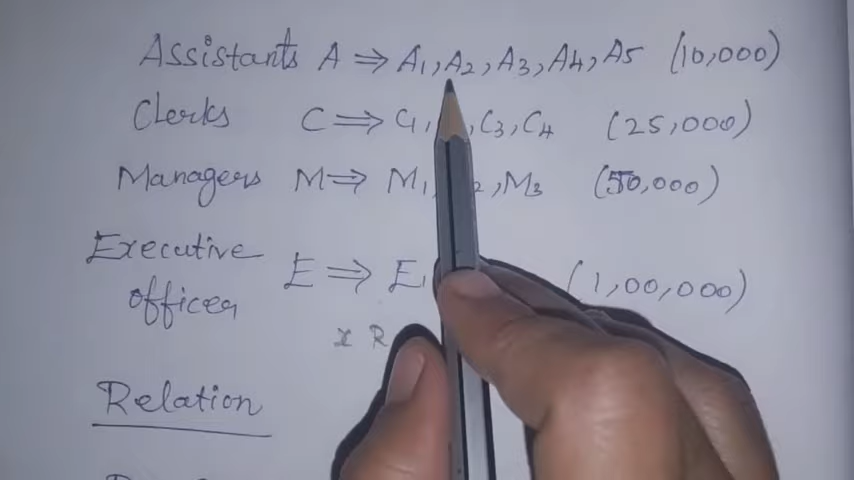 Assistants A ⇒ A1, A2, A3, A4, A5 (10,000)
Clerks C ⇒ C1, , C3, C4 (25,000)
Managers M ⇒ M1, 2, M3 (50,000)
Executive officer E ⇒ E1 (1,00,000)
x R
Relation